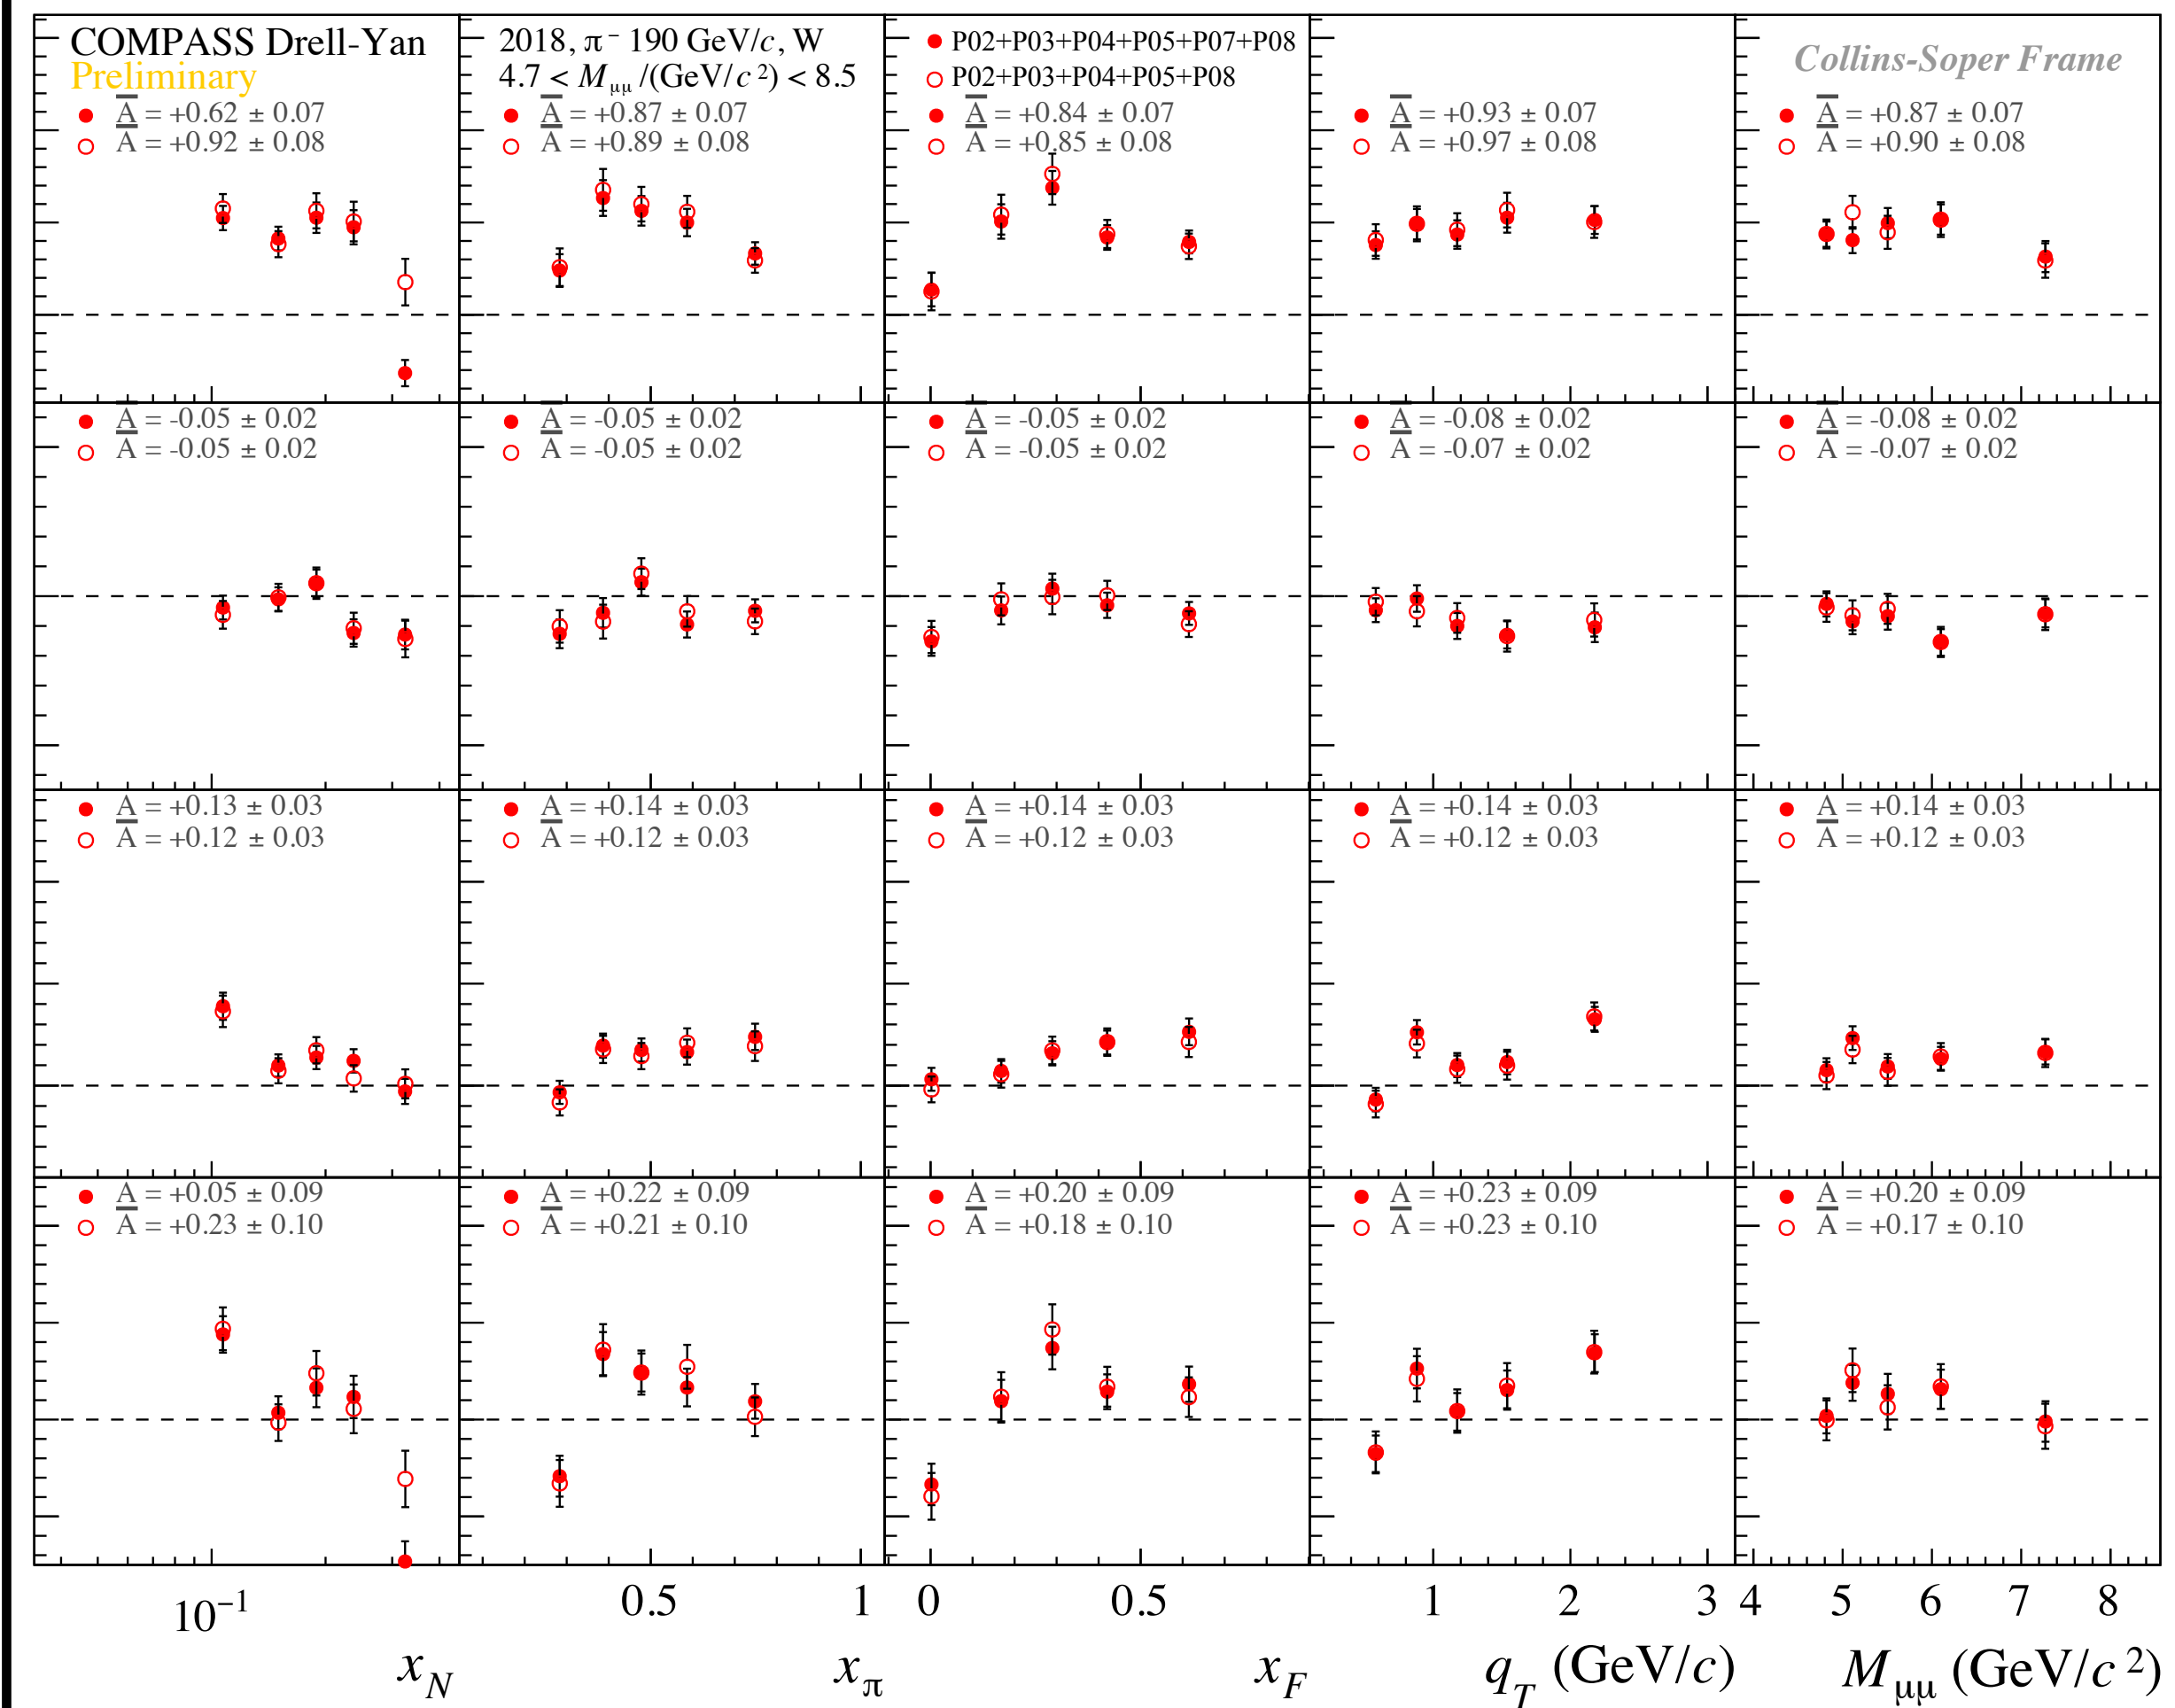 COMPASS Drell-Yan
Preliminary
A̅ = +0.62 ± 0.07
A̅ = +0.92 ± 0.08
2018, π⁻ 190 GeV/c, W
4.7 < M_μμ /(GeV/c²) < 8.5
A̅ = +0.87 ± 0.07
A̅ = +0.89 ± 0.08
P02+P03+P04+P05+P07+P08
P02+P03+P04+P05+P08
A̅ = +0.84 ± 0.07
A̅ = +0.85 ± 0.08
A̅ = +0.93 ± 0.07
A̅ = +0.97 ± 0.08
Collins-Soper Frame
A̅ = +0.87 ± 0.07
A̅ = +0.90 ± 0.08
A̅ = -0.05 ± 0.02
A̅ = -0.05 ± 0.02
A̅ = -0.05 ± 0.02
A̅ = -0.05 ± 0.02
A̅ = -0.05 ± 0.02
A̅ = -0.05 ± 0.02
A̅ = -0.08 ± 0.02
A̅ = -0.07 ± 0.02
A̅ = -0.08 ± 0.02
A̅ = -0.07 ± 0.02
A̅ = +0.13 ± 0.03
A̅ = +0.12 ± 0.03
A̅ = +0.14 ± 0.03
A̅ = +0.12 ± 0.03
A̅ = +0.14 ± 0.03
A̅ = +0.12 ± 0.03
A̅ = +0.14 ± 0.03
A̅ = +0.12 ± 0.03
A̅ = +0.14 ± 0.03
A̅ = +0.12 ± 0.03
A̅ = +0.05 ± 0.09
A̅ = +0.23 ± 0.10
A̅ = +0.22 ± 0.09
A̅ = +0.21 ± 0.10
A̅ = +0.20 ± 0.09
A̅ = +0.18 ± 0.10
A̅ = +0.23 ± 0.09
A̅ = +0.23 ± 0.10
A̅ = +0.20 ± 0.09
A̅ = +0.17 ± 0.10
10⁻¹ 0.5 1 0 0.5 1 2 3 4 5 6 7 8
x_N x_π x_F q_T (GeV/c) M_μμ (GeV/c²)